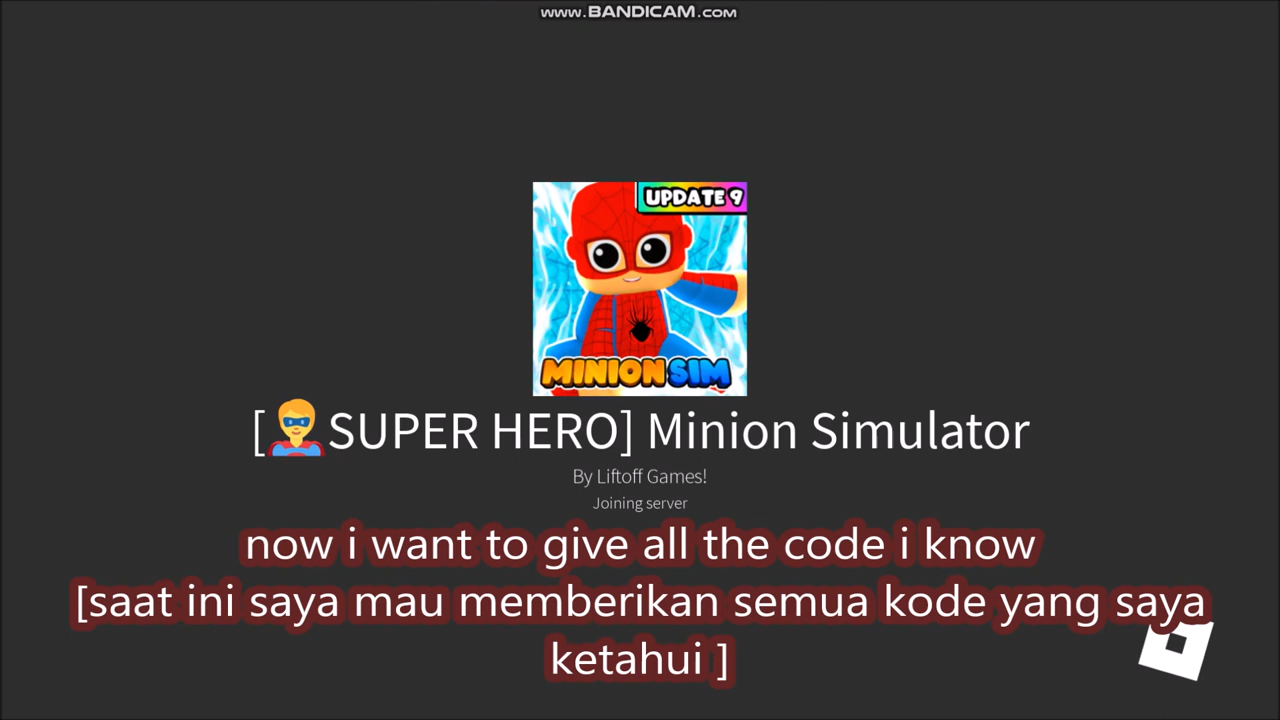 www.BANDICAM.com
UPDATE 9
MINION SIM
[🦸‍♂️SUPER HERO] Minion Simulator
By Liftoff Games!
Joining server
now i want to give all the code i know
[saat ini saya mau memberikan semua kode yang saya
ketahui ]